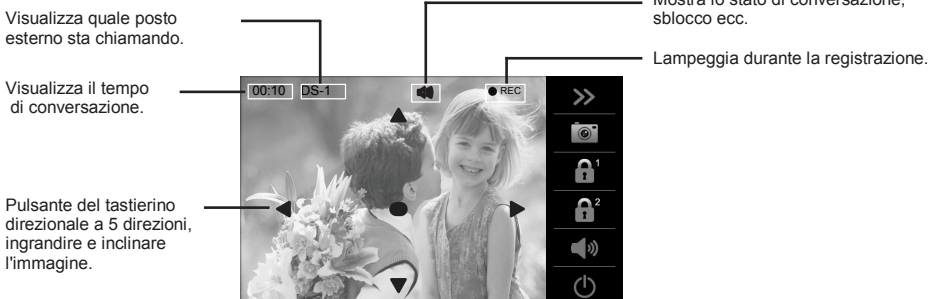 Visualizza quale posto
esterno sta chiamando.
Mostra lo stato di conversazione,
sblocco ecc.
Lampeggia durante la registrazione.
Visualizza il tempo
di conversazione.
00:10 DS-1 REC
1
2
Pulsante del tastierino
direzionale a 5 direzioni,
ingrandire e inclinare
l'immagine.